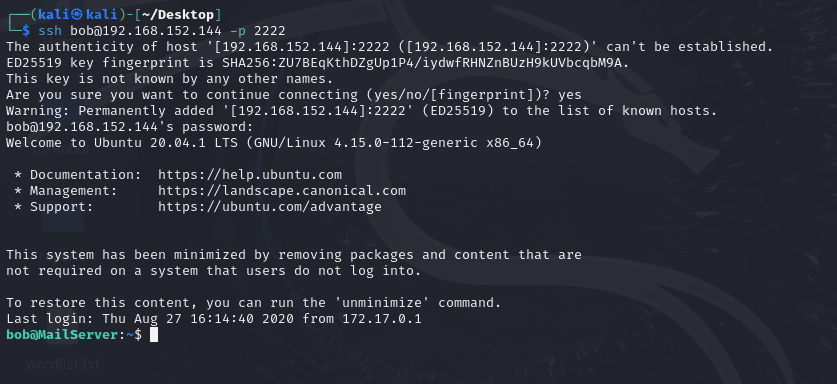 ┌──(kali㉿kali)-[~/Desktop]
└─$ ssh bob@192.168.152.144 -p 2222
The authenticity of host '[192.168.152.144]:2222 ([192.168.152.144]:2222)' can't be established.
ED25519 key fingerprint is SHA256:ZU7BEqKthDZgUp1P4/iydwfRHNZnBUzH9kUVbcqbM9A.
This key is not known by any other names.
Are you sure you want to continue connecting (yes/no/[fingerprint])? yes
Warning: Permanently added '[192.168.152.144]:2222' (ED25519) to the list of known hosts.
bob@192.168.152.144's password:
Welcome to Ubuntu 20.04.1 LTS (GNU/Linux 4.15.0-112-generic x86_64)
* Documentation:  https://help.ubuntu.com
* Management:     https://landscape.canonical.com
* Support:        https://ubuntu.com/advantage
This system has been minimized by removing packages and content that are
not required on a system that users do not log into.
To restore this content, you can run the 'unminimize' command.
Last login: Thu Aug 27 16:14:40 2020 from 172.17.0.1
bob@MailServer:~$
wordlist.txt